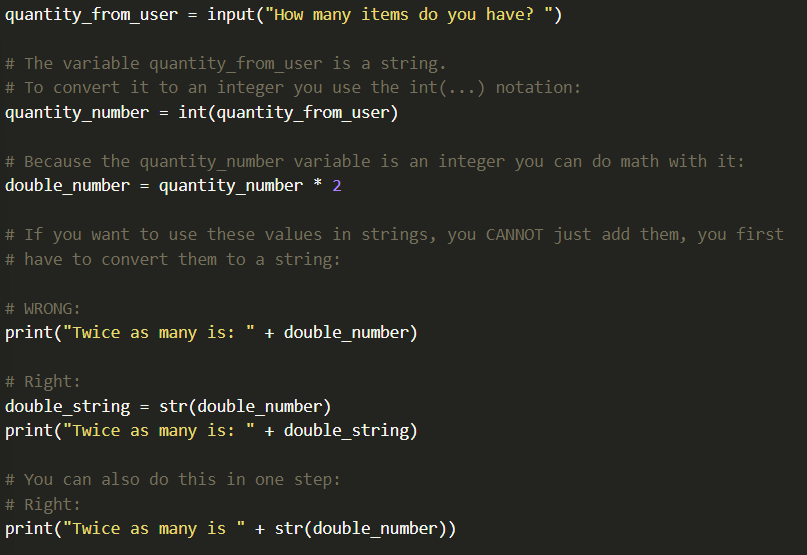 quantity_from_user = input("How many items do you have? ")
# The variable quantity_from_user is a string.
# To convert it to an integer you use the int(...) notation:
quantity_number = int(quantity_from_user)
# Because the quantity_number variable is an integer you can do math with it:
double_number = quantity_number * 2
# If you want to use these values in strings, you CANNOT just add them, you first
# have to convert them to a string:
# WRONG:
print("Twice as many is: " + double_number)
# Right:
double_string = str(double_number)
print("Twice as many is: " + double_string)
# You can also do this in one step:
# Right:
print("Twice as many is " + str(double_number))